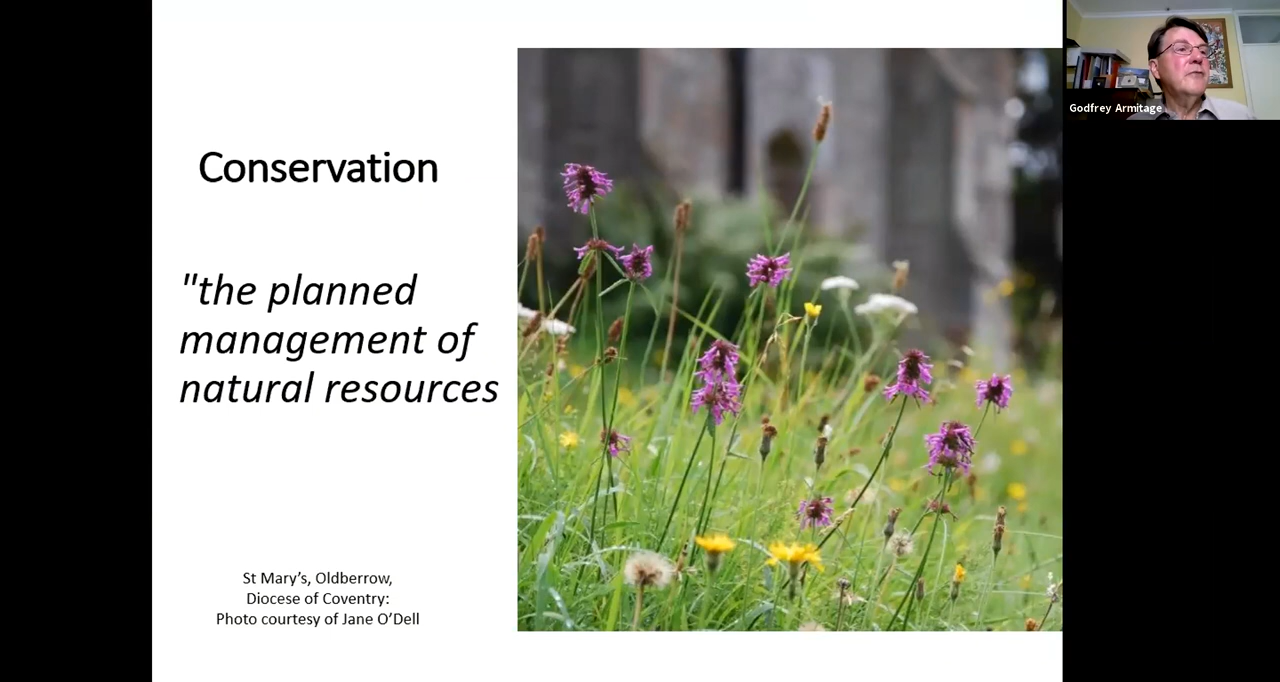 Conservation
"the planned
management of
natural resources
St Mary’s, Oldberrow,
Diocese of Coventry:
Photo courtesy of Jane O’Dell
Godfrey Armitage